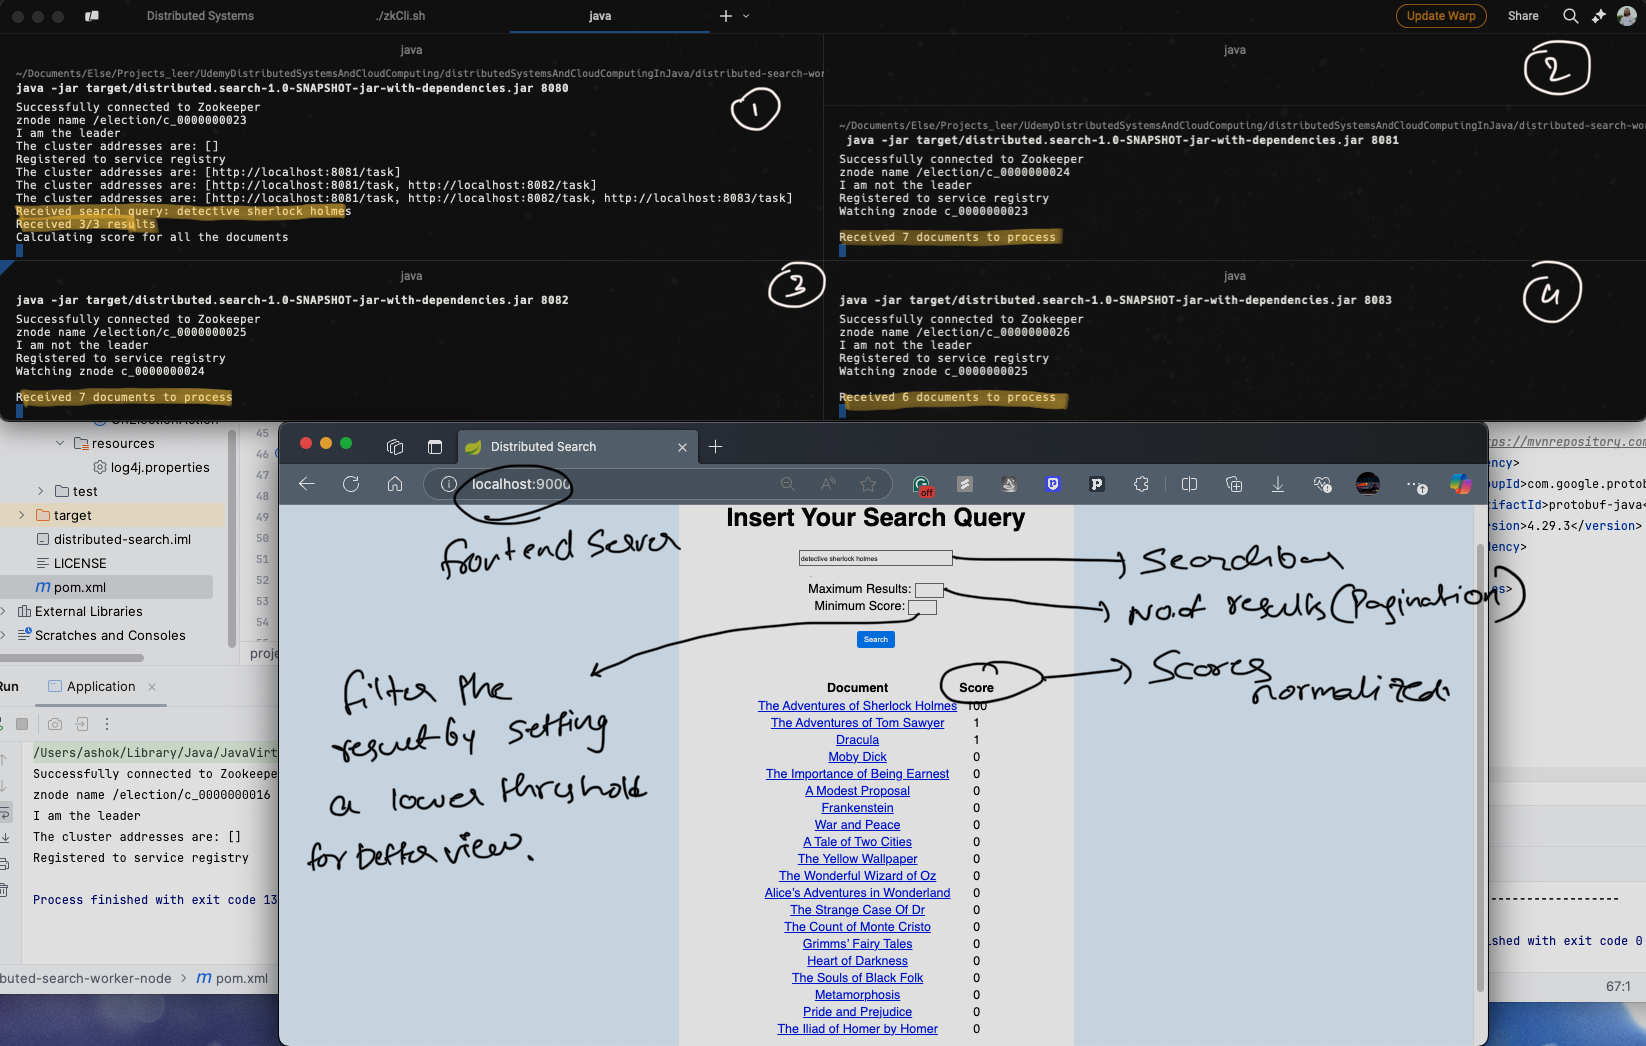 Distributed Systems
./zkCli.sh
java
Update Warp
Share
java
~/Documents/Else/Projects_leer/UdemyDistributedSystemsAndCloudComputing/distributedSystemsAndCloudComputingInJava/distributed-search-wor
java -jar target/distributed.search-1.0-SNAPSHOT-jar-with-dependencies.jar 8080
Successfully connected to Zookeeper
znode name /election/c_0000000023
I am the leader
The cluster addresses are: []
Registered to service registry
The cluster addresses are: [http://localhost:8081/task]
The cluster addresses are: [http://localhost:8081/task, http://localhost:8082/task]
The cluster addresses are: [http://localhost:8081/task, http://localhost:8082/task, http://localhost:8083/task]
Received search query: detective sherlock holmes
Received 3/3 results
Calculating score for all the documents
1
java
2
~/Documents/Else/Projects_leer/UdemyDistributedSystemsAndCloudComputing/distributedSystemsAndCloudComputingInJava/distributed-search-wo
java -jar target/distributed.search-1.0-SNAPSHOT-jar-with-dependencies.jar 8081
Successfully connected to Zookeeper
znode name /election/c_0000000024
I am not the leader
Registered to service registry
Watching znode c_0000000023
Received 7 documents to process
java
3
java -jar target/distributed.search-1.0-SNAPSHOT-jar-with-dependencies.jar 8082
Successfully connected to Zookeeper
znode name /election/c_0000000025
I am not the leader
Registered to service registry
Watching znode c_0000000024
Received 7 documents to process
java
4
java -jar target/distributed.search-1.0-SNAPSHOT-jar-with-dependencies.jar 8083
Successfully connected to Zookeeper
znode name /election/c_0000000026
I am not the leader
Registered to service registry
Watching znode c_0000000025
Received 6 documents to process
resources
log4j.properties
test
target
distributed-search.iml
LICENSE
pom.xml
External Libraries
Scratches and Consoles
45
46
47
48
49
50
51
52
53
54
proje
Run
Application
/Users/ashok/Library/Java/JavaVirt
Successfully connected to Zookeepe
znode name /election/c_0000000016
I am the leader
The cluster addresses are: []
Registered to service registry
Process finished with exit code 13
buted-search-worker-node > pom.xml
Distributed Search
localhost:9000
off
frontend Server
Insert Your Search Query
detective sherlock holmes
Searchbar
Maximum Results:
No.of results (Pagination)
Minimum Score:
Search
filter the
result by setting
a lower threshold
for better view.
Scores
normalized.
Document Score
The Adventures of Sherlock Holmes 100
The Adventures of Tom Sawyer 1
Dracula 1
Moby Dick 0
The Importance of Being Earnest 0
A Modest Proposal 0
Frankenstein 0
War and Peace 0
A Tale of Two Cities 0
The Yellow Wallpaper 0
The Wonderful Wizard of Oz 0
Alice's Adventures in Wonderland 0
The Strange Case Of Dr 0
The Count of Monte Cristo 0
Grimms' Fairy Tales 0
Heart of Darkness 0
The Souls of Black Folk 0
Metamorphosis 0
Pride and Prejudice 0
The Iliad of Homer by Homer 0
ps://mvnrepository.com
ency>
upId>com.google.protob
ifactId>protobuf-java<
sion>4.29.3</version>
dency>
es>
shed with exit code 0
67:1